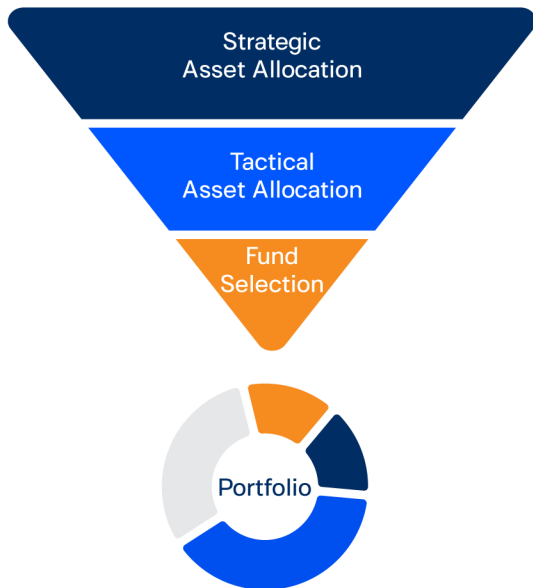 Strategic
Asset Allocation
Tactical
Asset Allocation
Fund
Selection
Portfolio